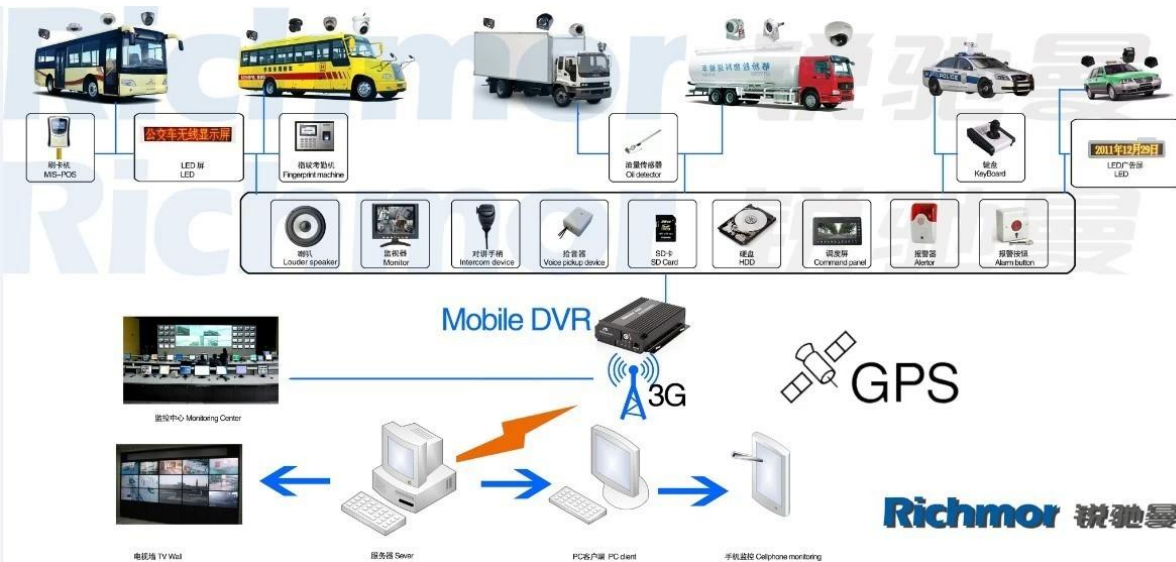 Richmor 锐驰曼
Richmor 锐驰曼
POLICE
公交车无线显示屏
2011年12月29日
刷卡机
MIS-POS
LED 屏
LED
指纹考勤机
Fingerprint machine
油量传感器
Oil detector
键盘
KeyBoard
LED广告屏
LED
喇叭
Louder speaker
监视器
Monitor
对讲手柄
Intercom device
拾音器
Voice pickup device
SD卡
SD Card
硬盘
HDD
调度屏
Command panel
报警器
Alertor
报警按钮
Alarm button
Mobile DVR
3G
GPS
监控中心 Monitoring Center
电视墙 TV Wall
服务器 Sever
PC客户端 PC client
手机监控 Cellphone monitoring
Richmor 锐驰曼